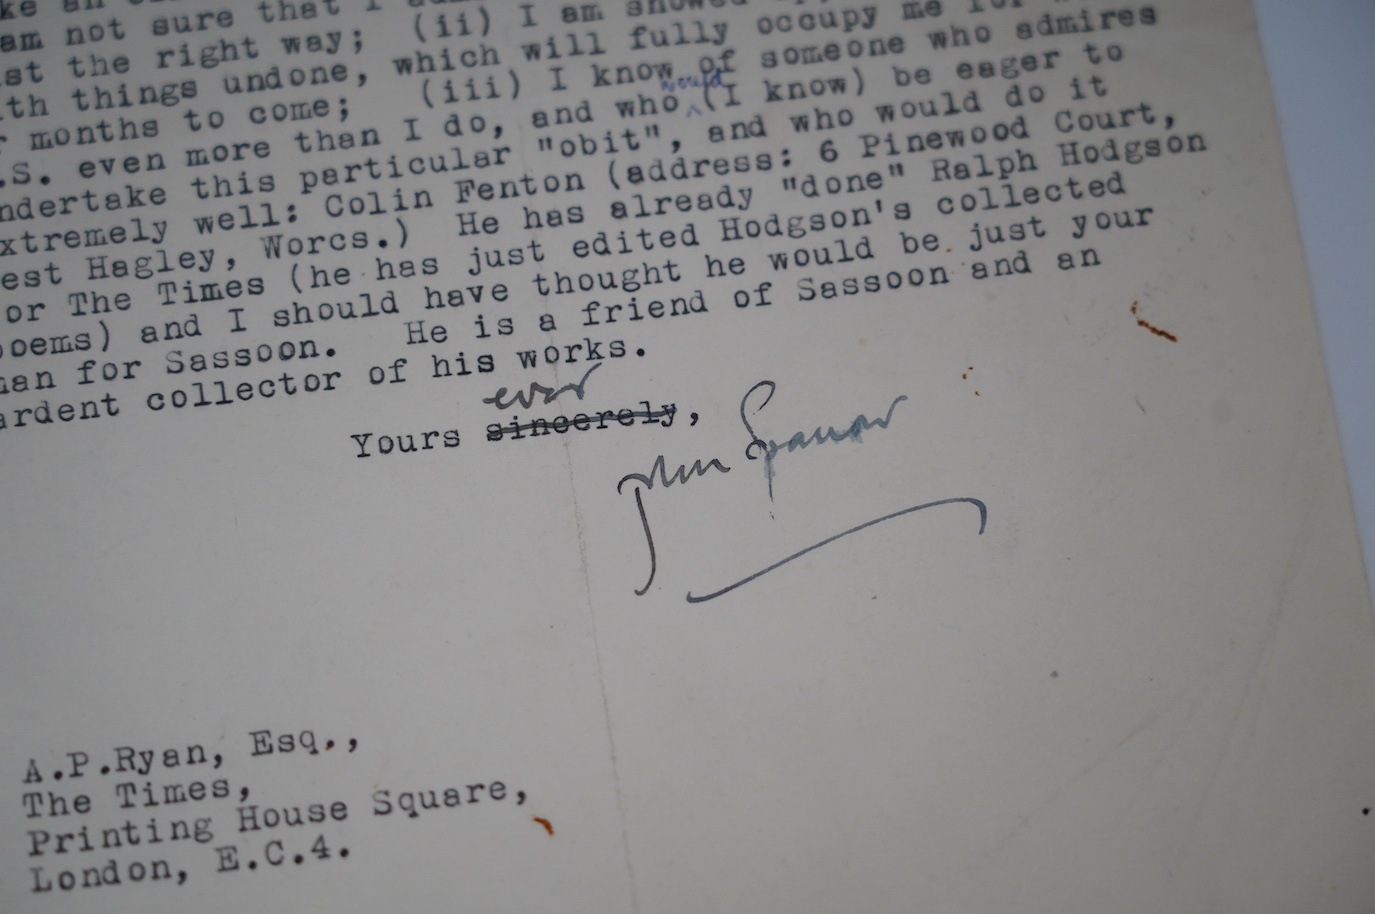 am not sure that I
st the right way; (ii) I am
th things undone, which will fully occupy me
months to come; (iii) I know of someone who admires
.S. even more than I do, and who would (I know) be eager to
ndertake this particular "obit", and who would do it
xtremely well: Colin Fenton (address: 6 Pinewood Court,
est Hagley, Worcs.) He has already "done" Ralph Hodgson
or The Times (he has just edited Hodgson's collected
oems) and I should have thought he would be just your
an for Sassoon. He is a friend of Sassoon and an
ardent collector of his works.
Yours sincerely, ever
John Sparrow
A.P.Ryan, Esq.,
The Times,
Printing House Square,
London, E.C.4.